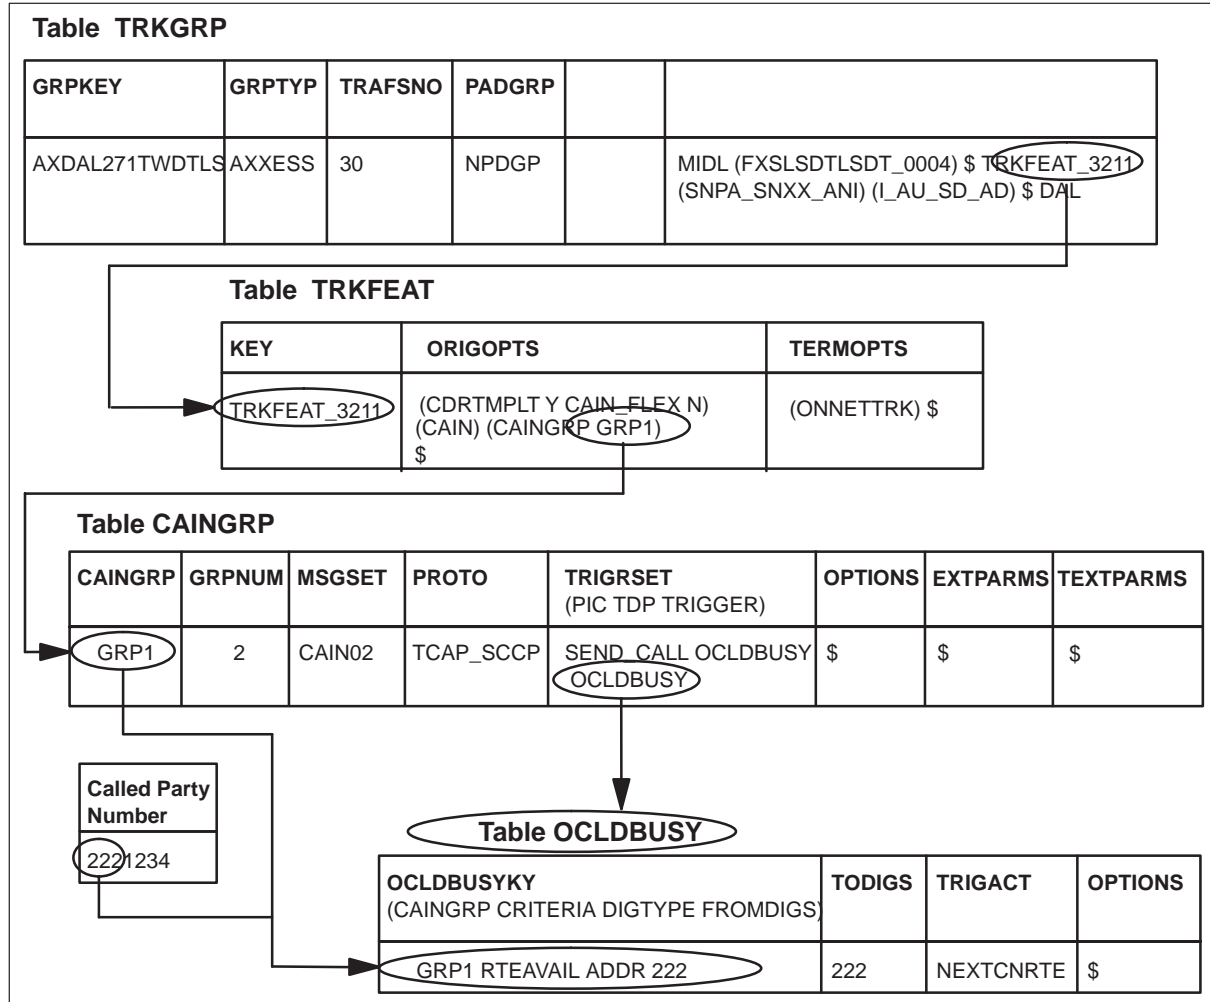 Table TRKGRP
GRPKEY GRPTYP TRAFSNO PADGRP
AXDAL271TWDTLS AXXESS 30 NPDGP MIDL (FXSLSDTLSDT_0004) $ TRKFEAT_3211
(SNPA_SNXX_ANI) (I_AU_SD_AD) $ DAL
Table TRKFEAT
KEY ORIGOPTS TERMOPTS
TRKFEAT_3211 (CDRTMPLT Y CAIN_FLEX N) (ONNETTRK) $
(CAIN) (CAINGRP GRP1)
$
Table CAINGRP
CAINGRP GRPNUM MSGSET PROTO TRIGRSET OPTIONS EXTPARMS TEXTPARMS
(PIC TDP TRIGGER)
GRP1 2 CAIN02 TCAP_SCCP SEND_CALL OCLDBUSY $ $ $
OCLDBUSY
Called Party
Number
2221234
Table OCLDBUSY
OCLDBUSYKY TODIGS TRIGACT OPTIONS
(CAINGRP CRITERIA DIGTYPE FROMDIGS)
GRP1 RTEAVAIL ADDR 222 222 NEXTCNRTE $